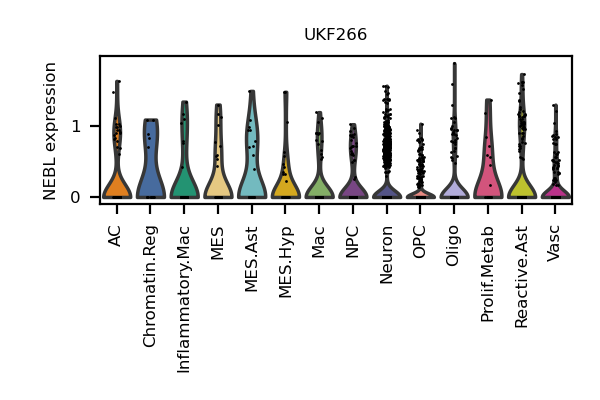 UKF266
NEBL expression
1
0
AC
Chromatin.Reg
Inflammatory.Mac
MES
MES.Ast
MES.Hyp
Mac
NPC
Neuron
OPC
Oligo
Prolif.Metab
Reactive.Ast
Vasc